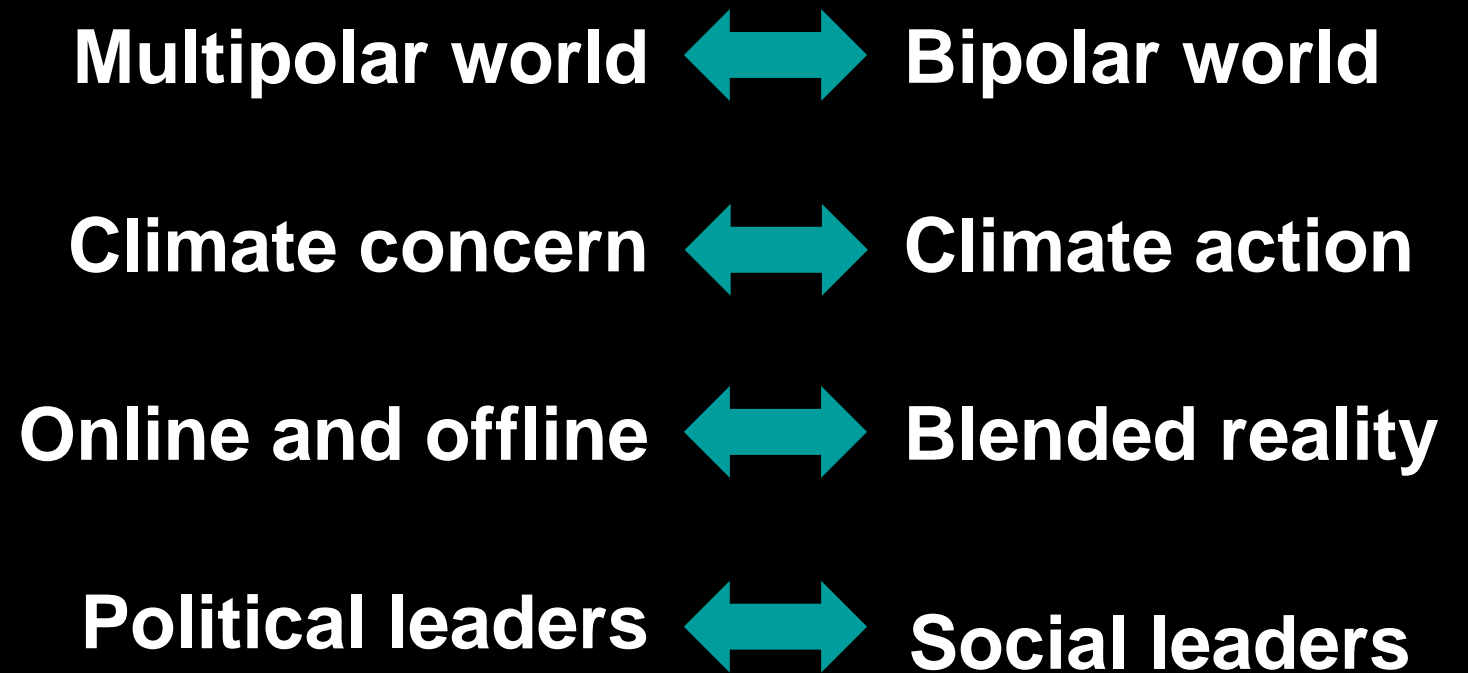 Multipolar world Bipolar world
Climate concern Climate action
Online and offline Blended reality
Political leaders Social leaders